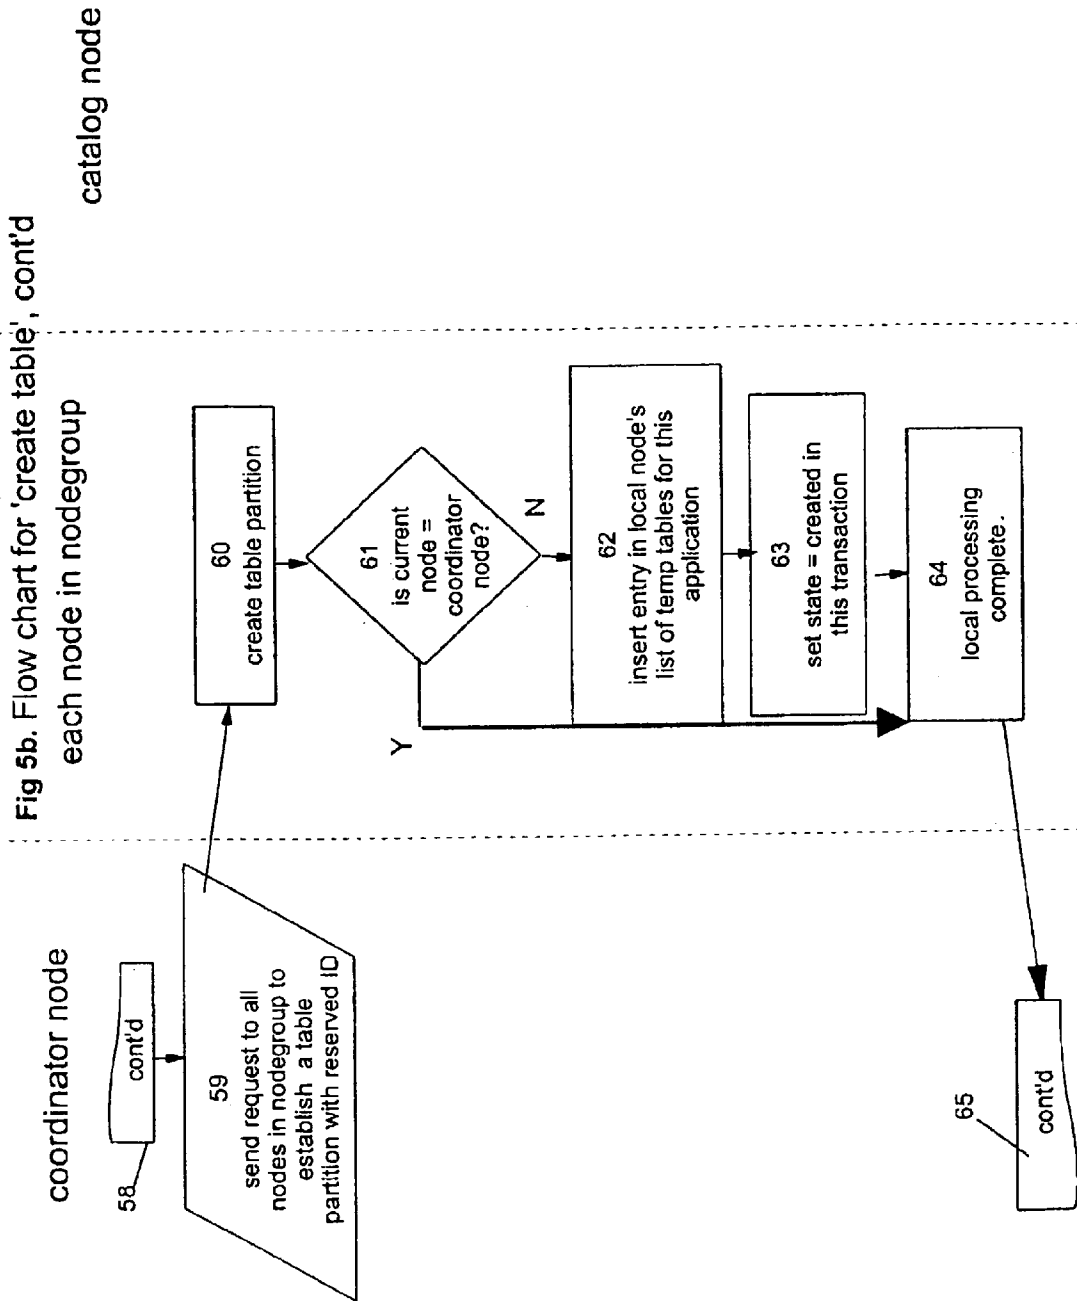 Fig 5b. Flow chart for 'create table', cont'd
coordinator node
each node in nodegroup
catalog node
58
cont'd
59
send request to all
nodes in nodegroup to
establish a table
partition with reserved ID
60
create table partition
61
is current
node =
coordinator
node?
Y
N
62
insert entry in local node's
list of temp tables for this
application
63
set state = created in
this transaction
64
local processing
complete.
65
cont'd